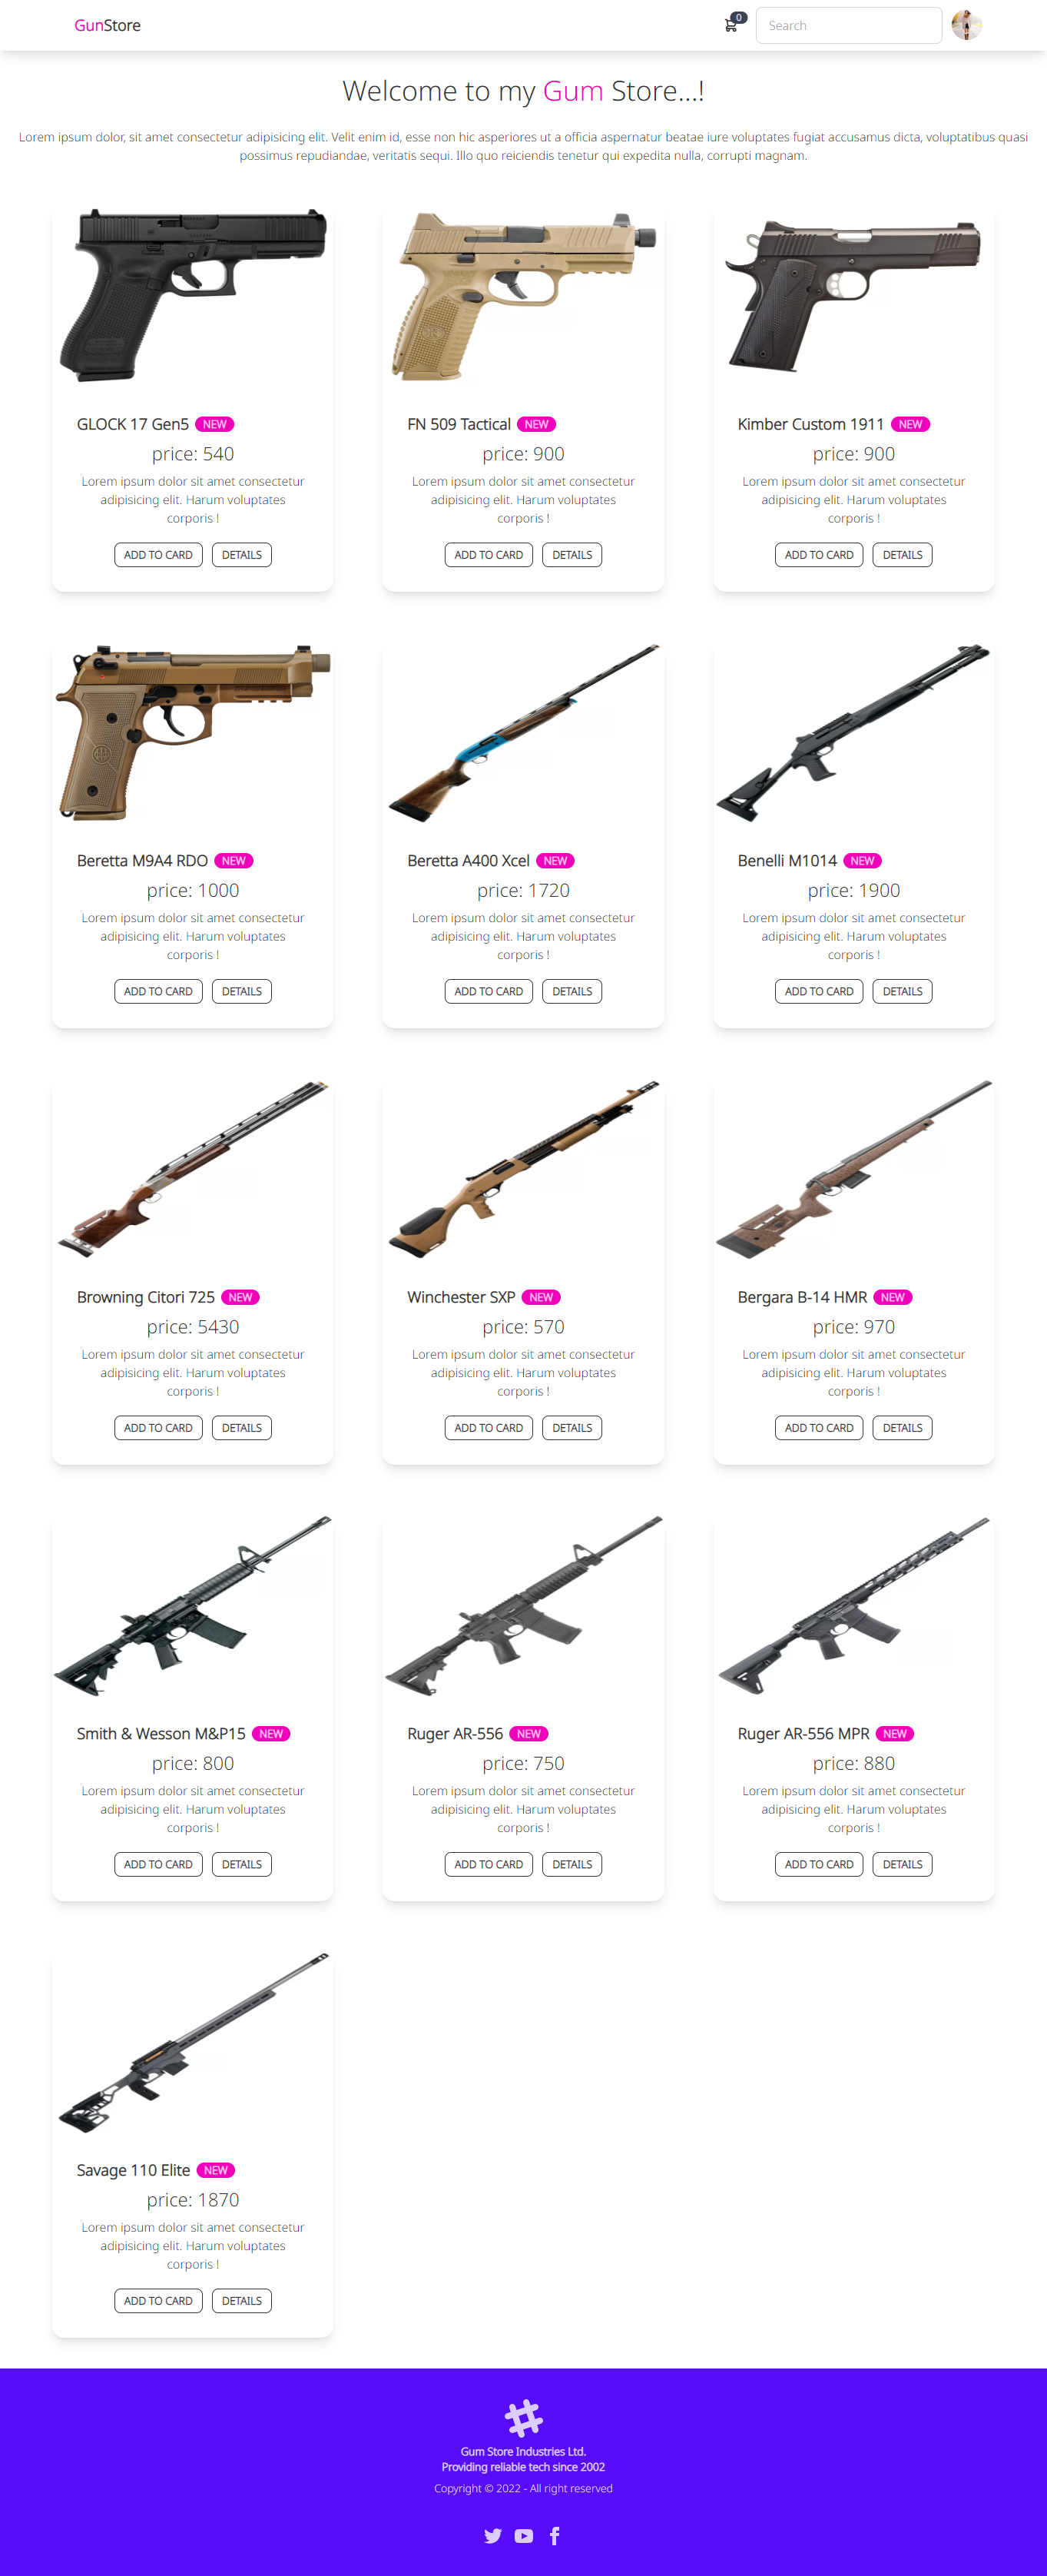 GunStore
0
Search
Welcome to my Gum Store...!
Lorem ipsum dolor, sit amet consectetur adipisicing elit. Velit enim id, esse non hic asperiores ut a officia aspernatur beatae iure voluptates fugiat accusamus dicta, voluptatibus quasi
possimus repudiandae, veritatis sequi. Illo quo reiciendis tenetur qui expedita nulla, corrupti magnam.
GLOCK 17 Gen5 NEW
price: 540
Lorem ipsum dolor sit amet consectetur
adipisicing elit. Harum voluptates
corporis !
ADD TO CARD DETAILS
FN 509 Tactical NEW
price: 900
Lorem ipsum dolor sit amet consectetur
adipisicing elit. Harum voluptates
corporis !
ADD TO CARD DETAILS
Kimber Custom 1911 NEW
price: 900
Lorem ipsum dolor sit amet consectetur
adipisicing elit. Harum voluptates
corporis !
ADD TO CARD DETAILS
Beretta M9A4 RDO NEW
price: 1000
Lorem ipsum dolor sit amet consectetur
adipisicing elit. Harum voluptates
corporis !
ADD TO CARD DETAILS
Beretta A400 Xcel NEW
price: 1720
Lorem ipsum dolor sit amet consectetur
adipisicing elit. Harum voluptates
corporis !
ADD TO CARD DETAILS
Benelli M1014 NEW
price: 1900
Lorem ipsum dolor sit amet consectetur
adipisicing elit. Harum voluptates
corporis !
ADD TO CARD DETAILS
Browning Citori 725 NEW
price: 5430
Lorem ipsum dolor sit amet consectetur
adipisicing elit. Harum voluptates
corporis !
ADD TO CARD DETAILS
Winchester SXP NEW
price: 570
Lorem ipsum dolor sit amet consectetur
adipisicing elit. Harum voluptates
corporis !
ADD TO CARD DETAILS
Bergara B-14 HMR NEW
price: 970
Lorem ipsum dolor sit amet consectetur
adipisicing elit. Harum voluptates
corporis !
ADD TO CARD DETAILS
Smith & Wesson M&P15 NEW
price: 800
Lorem ipsum dolor sit amet consectetur
adipisicing elit. Harum voluptates
corporis !
ADD TO CARD DETAILS
Ruger AR-556 NEW
price: 750
Lorem ipsum dolor sit amet consectetur
adipisicing elit. Harum voluptates
corporis !
ADD TO CARD DETAILS
Ruger AR-556 MPR NEW
price: 880
Lorem ipsum dolor sit amet consectetur
adipisicing elit. Harum voluptates
corporis !
ADD TO CARD DETAILS
Savage 110 Elite NEW
price: 1870
Lorem ipsum dolor sit amet consectetur
adipisicing elit. Harum voluptates
corporis !
ADD TO CARD DETAILS
Gum Store Industries Ltd.
Providing reliable tech since 2002
Copyright © 2022 - All right reserved